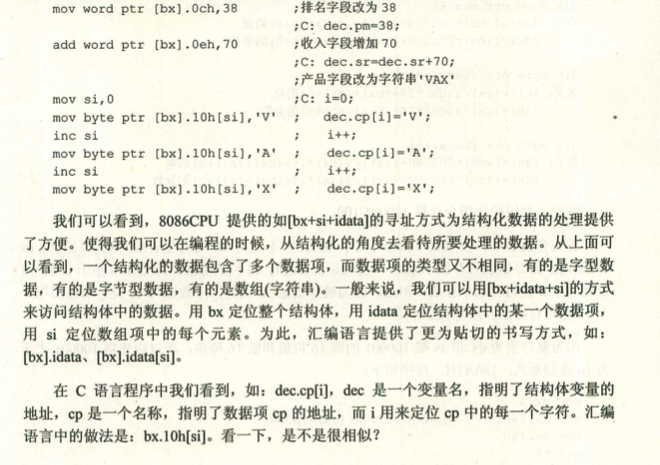 mov word ptr [bx].0ch,38 ;排名字段改为 38
;C: dec.pm=38;
add word ptr [bx].0eh,70 ;收入字段增加 70
;C: dec.sr=dec.sr+70;
;产品字段改为字符串'VAX'
mov si,0 ;C: i=0;
mov byte ptr [bx].10h[si],'V' ; dec.cp[i]='V';
inc si ; i++;
mov byte ptr [bx].10h[si],'A' ; dec.cp[i]='A';
inc si ; i++;
mov byte ptr [bx].10h[si],'X' ; dec.cp[i]='X';
我们可以看到，8086CPU 提供的如[bx+si+idata]的寻址方式为结构化数据的处理提供
了方便。使得我们可以在编程的时候，从结构化的角度去看待所要处理的数据。从上面可
以看到，一个结构化的数据包含了多个数据项，而数据项的类型又不相同，有的是字型数
据，有的是字节型数据，有的是数组(字符串)。一般来说，我们可以用[bx+idata+si]的方式
来访问结构体中的数据。用 bx 定位整个结构体，用 idata 定位结构体中的某一个数据项，
用 si 定位数组项中的每个元素。为此，汇编语言提供了更为贴切的书写方式，如：
[bx].idata、[bx].idata[si]。
在 C 语言程序中我们看到，如：dec.cp[i]，dec 是一个变量名，指明了结构体变量的
地址，cp 是一个名称，指明了数据项 cp 的地址，而 i 用来定位 cp 中的每一个字符。汇编
语言中的做法是：bx.10h[si]。看一下，是不是很相似？